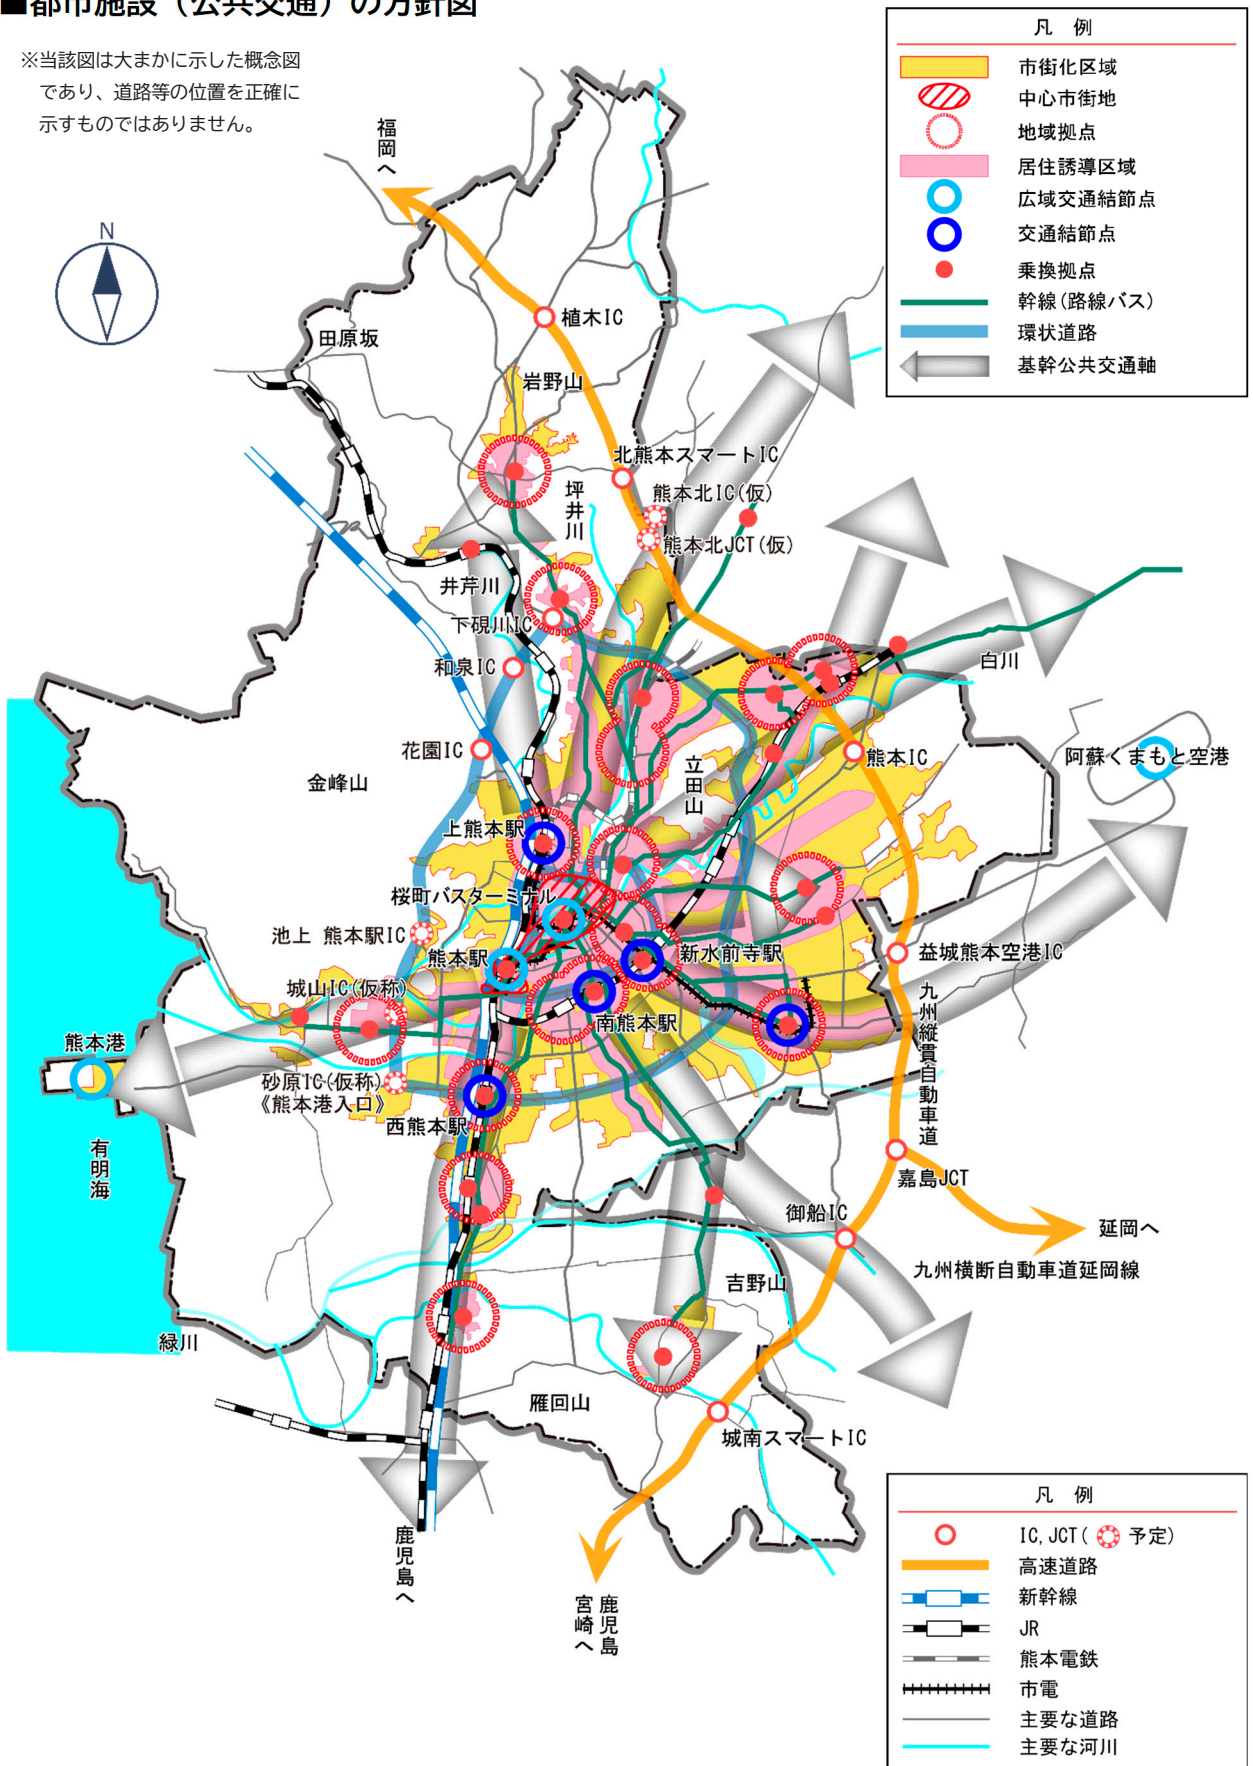 ■都市施設（公共交通）の方針図
※当該図は大まかに示した概念図
であり、道路等の位置を正確に
示すものではありません。
凡 例
市街化区域
中心市街地
地域拠点
居住誘導区域
広域交通結節点
交通結節点
乗換拠点
幹線(路線バス)
環状道路
基幹公共交通軸
福岡へ
N
植木IC
田原坂
岩野山
北熊本スマートIC
坪井川
熊本北IC(仮)
熊本北JCT(仮)
井芹川
下硯川IC
和泉IC
白川
花園IC
立田山
熊本IC
阿蘇くまもと空港
金峰山
上熊本駅
桜町バスターミナル
池上 熊本駅IC
熊本駅
新水前寺駅
益城熊本空港IC
城山IC(仮称)
九州縦貫自動車道
南熊本駅
熊本港
砂原IC(仮称)
《熊本港入口》
西熊本駅
有明海
嘉島JCT
御船IC
延岡へ
九州横断自動車道延岡線
吉野山
緑川
雁回山
城南スマートIC
鹿児島へ
鹿児島
宮崎へ
凡 例
IC,JCT( 予定)
高速道路
新幹線
JR
熊本電鉄
市電
主要な道路
主要な河川